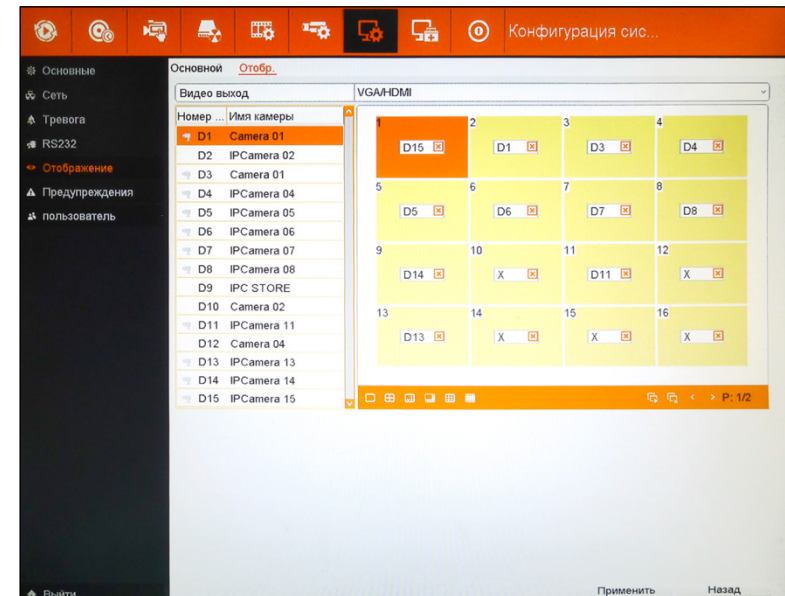 Конфигурация сис...
Основные
Сеть
Тревога
RS232
Отображение
Предупреждения
пользователь
Выйти
Основной Отобр.
Видео выход VGA/HDMI
Номер ... Имя камеры
D1 Camera 01
D2 IPCamera 02
D3 Camera 01
D4 IPCamera 04
D5 IPCamera 05
D6 IPCamera 06
D7 IPCamera 07
D8 IPCamera 08
D9 IPC STORE
D10 Camera 02
D11 IPCamera 11
D12 Camera 04
D13 IPCamera 13
D14 IPCamera 14
D15 IPCamera 15
1 2 3 4
D15 D1 D3 D4
5 6 7 8
D5 D6 D7 D8
9 10 11 12
D14 X D11 X
13 14 15 16
D13 X X X
P: 1/2
Применить Назад